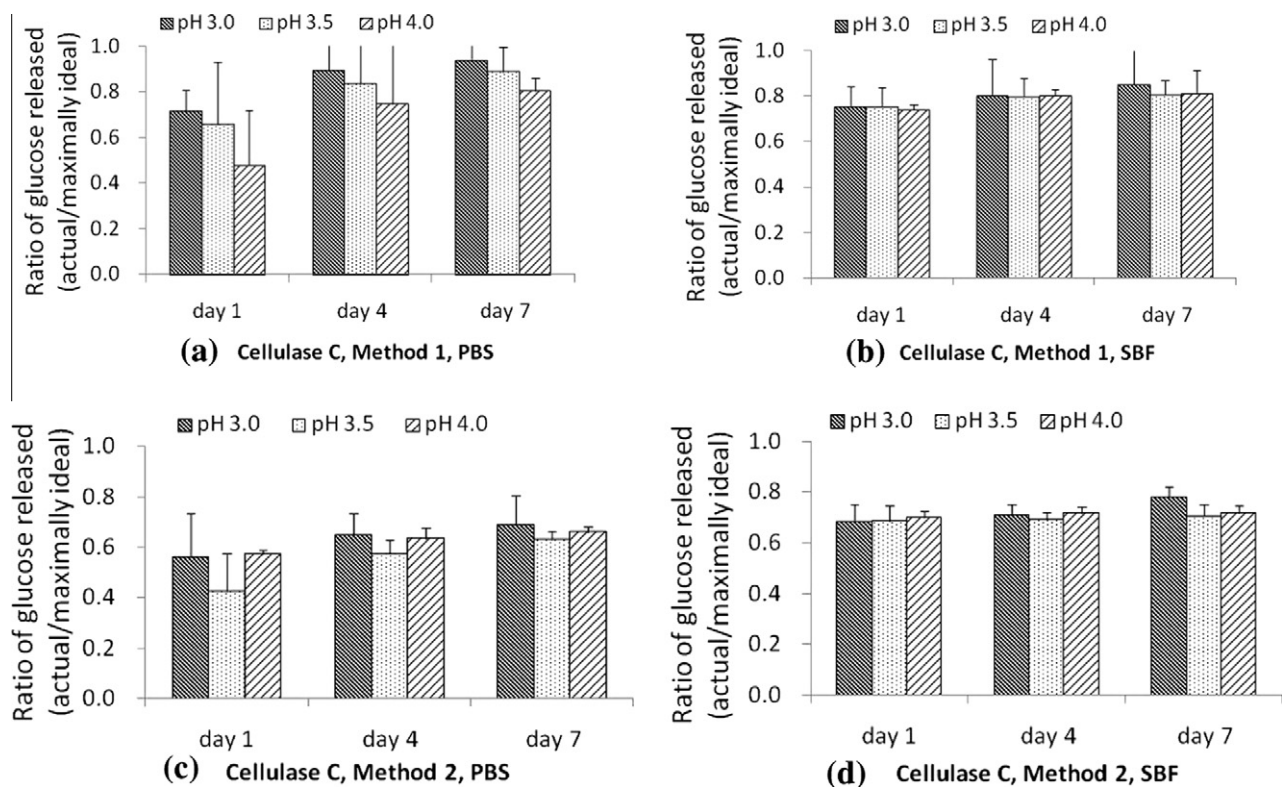 pH 3.0 pH 3.5 pH 4.0
Ratio of glucose released
(actual/maximally ideal)
1.0
0.8
0.6
0.4
0.2
0.0
day 1 day 4 day 7
(a) Cellulase C, Method 1, PBS
pH 3.0 pH 3.5 pH 4.0
Ratio of glucose released
(actual/maximally ideal)
1.0
0.8
0.6
0.4
0.2
0.0
day 1 day 4 day 7
(b) Cellulase C, Method 1, SBF
pH 3.0 pH 3.5 pH 4.0
Ratio of glucose released
(actual/maximally ideal)
1.0
0.8
0.6
0.4
0.2
0.0
day 1 day 4 day 7
(c) Cellulase C, Method 2, PBS
pH 3.0 pH 3.5 pH 4.0
Ratio of glucose released
(actual/maximally ideal)
1.0
0.8
0.6
0.4
0.2
0.0
day 1 day 4 day 7
(d) Cellulase C, Method 2, SBF